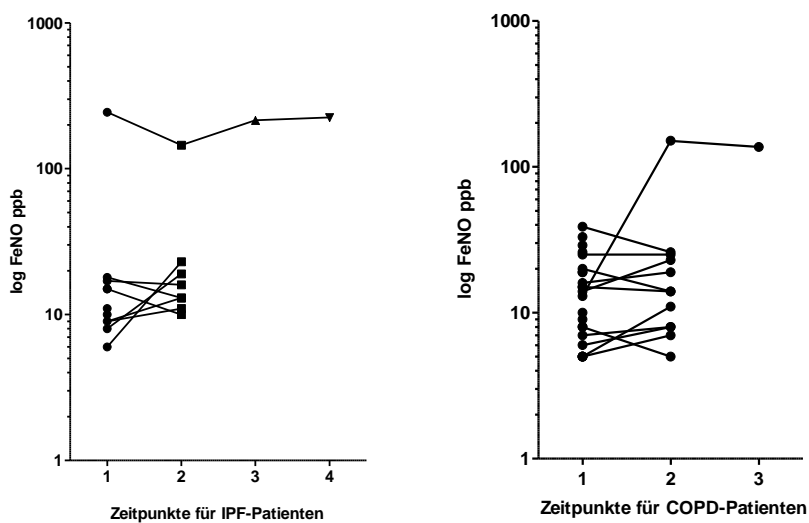 1000
100
10
1
log FeNO ppb
1 2 3 4
Zeitpunkte für IPF-Patienten
1000
100
10
1
log FeNO ppb
1 2 3
Zeitpunkte für COPD-Patienten